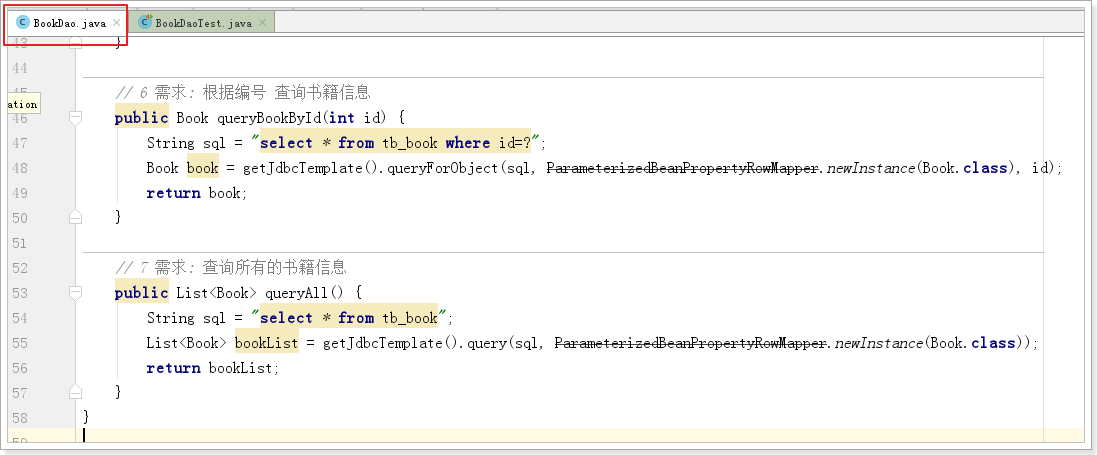 BookDao.java
BookDaoTest.java
43 }
44
45 // 6 需求: 根据编号 查询书籍信息
ation
46 public Book queryBookById(int id) {
47 String sql = "select * from tb_book where id=?";
48 Book book = getJdbcTemplate().queryForObject(sql, ParameterizedBeanPropertyRowMapper.newInstance(Book.class), id);
49 return book;
50 }
51
52 // 7 需求: 查询所有的书籍信息
53 public List<Book> queryAll() {
54 String sql = "select * from tb_book";
55 List<Book> bookList = getJdbcTemplate().query(sql, ParameterizedBeanPropertyRowMapper.newInstance(Book.class));
56 return bookList;
57 }
58 }
59